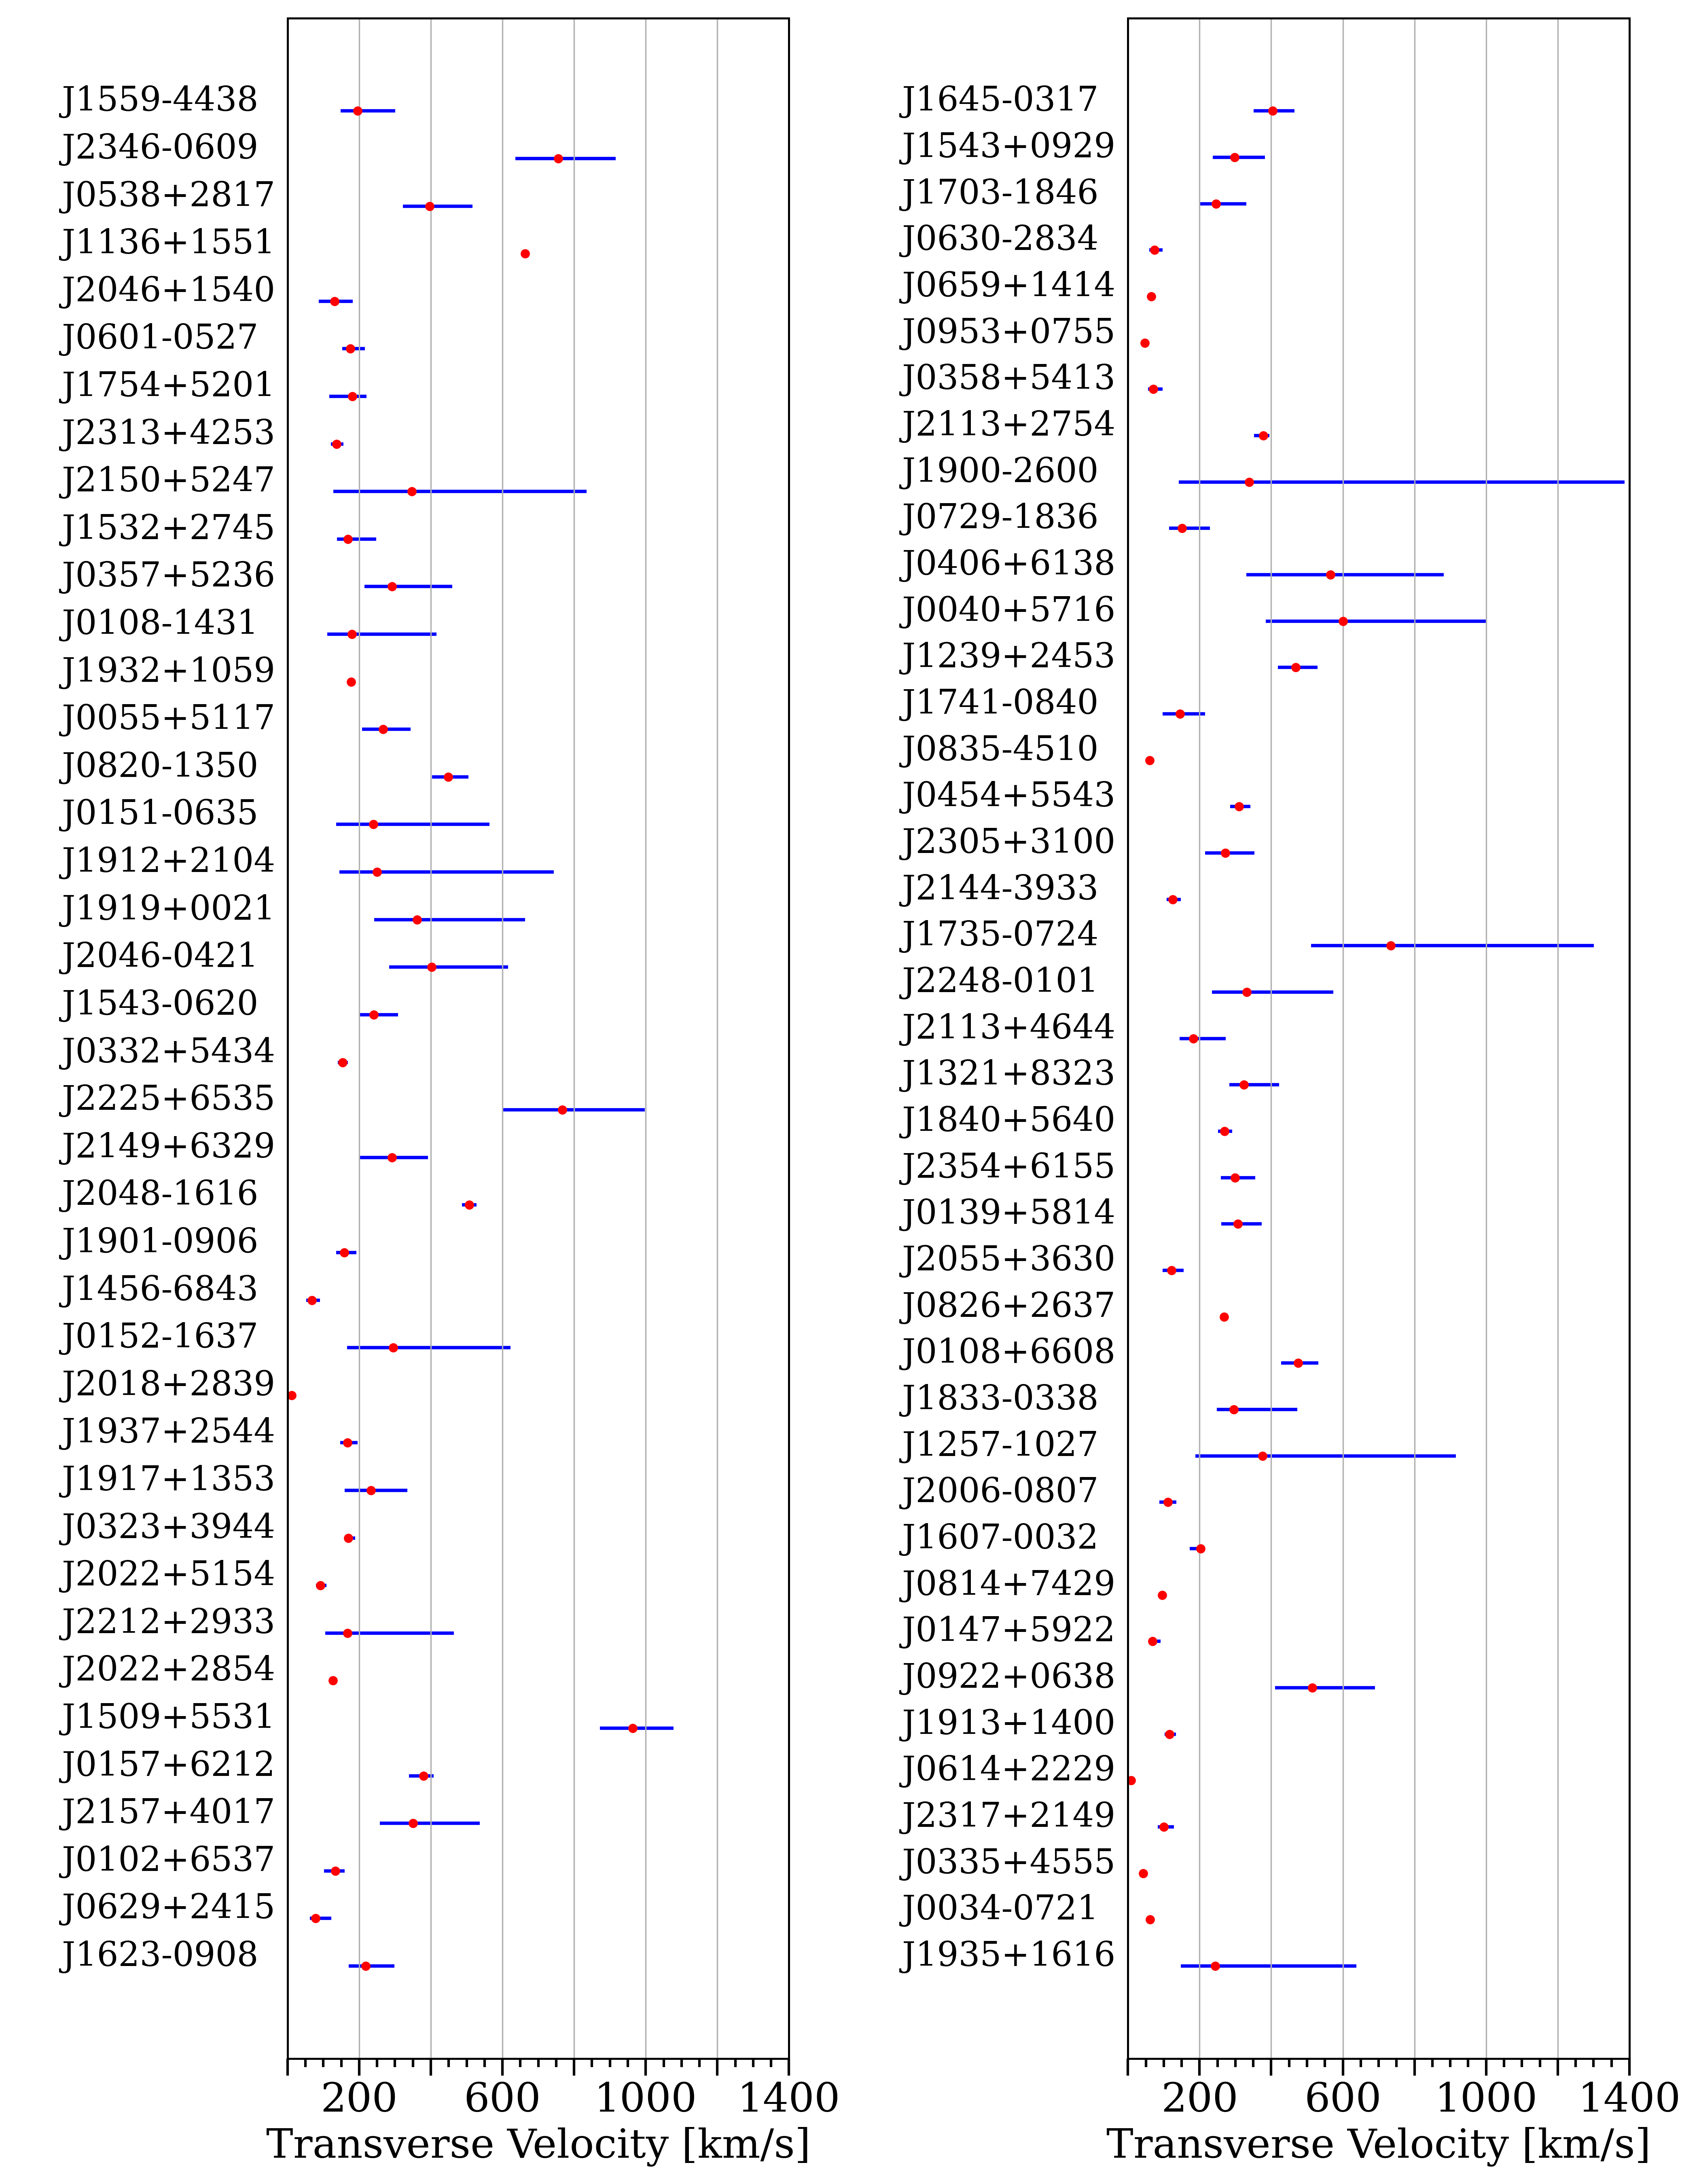 J1559-4438
J2346-0609
J0538+2817
J1136+1551
J2046+1540
J0601-0527
J1754+5201
J2313+4253
J2150+5247
J1532+2745
J0357+5236
J0108-1431
J1932+1059
J0055+5117
J0820-1350
J0151-0635
J1912+2104
J1919+0021
J2046-0421
J1543-0620
J0332+5434
J2225+6535
J2149+6329
J2048-1616
J1901-0906
J1456-6843
J0152-1637
J2018+2839
J1937+2544
J1917+1353
J0323+3944
J2022+5154
J2212+2933
J2022+2854
J1509+5531
J0157+6212
J2157+4017
J0102+6537
J0629+2415
J1623-0908
200 600 1000 1400
Transverse Velocity [km/s]
J1645-0317
J1543+0929
J1703-1846
J0630-2834
J0659+1414
J0953+0755
J0358+5413
J2113+2754
J1900-2600
J0729-1836
J0406+6138
J0040+5716
J1239+2453
J1741-0840
J0835-4510
J0454+5543
J2305+3100
J2144-3933
J1735-0724
J2248-0101
J2113+4644
J1321+8323
J1840+5640
J2354+6155
J0139+5814
J2055+3630
J0826+2637
J0108+6608
J1833-0338
J1257-1027
J2006-0807
J1607-0032
J0814+7429
J0147+5922
J0922+0638
J1913+1400
J0614+2229
J2317+2149
J0335+4555
J0034-0721
J1935+1616
200 600 1000 1400
Transverse Velocity [km/s]